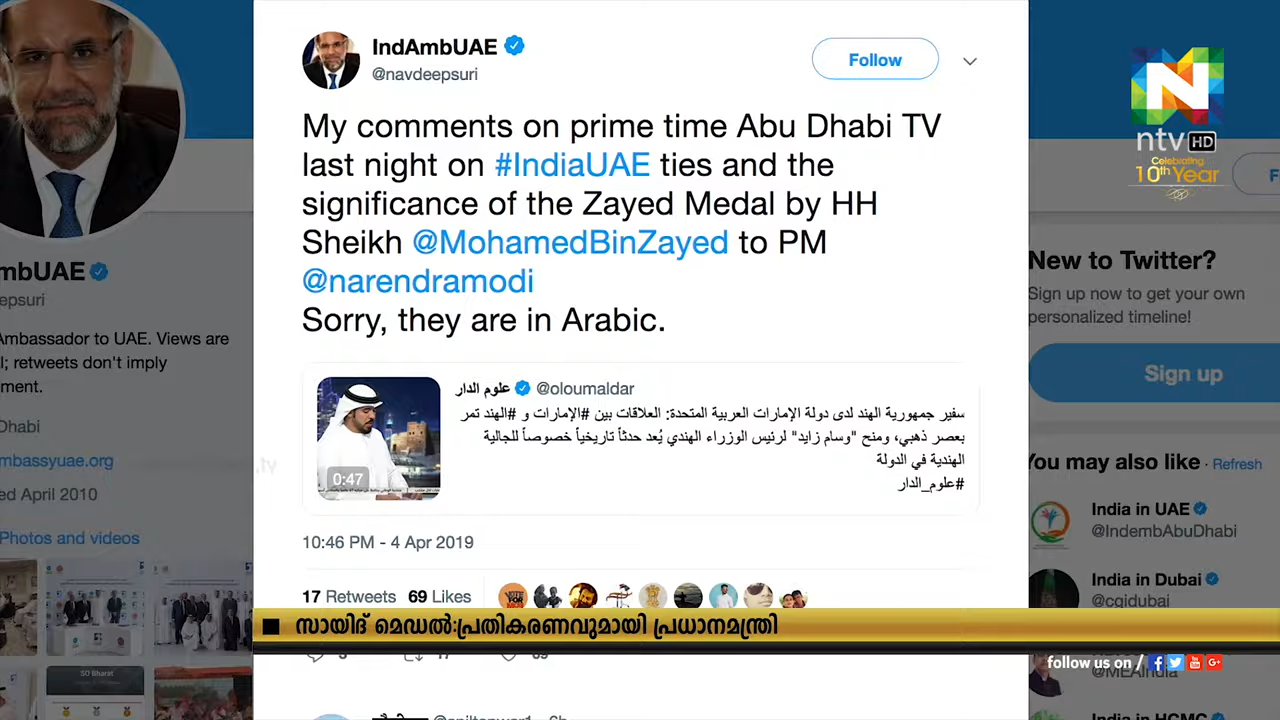 IndAmbUAE
@navdeepsuri
Follow
My comments on prime time Abu Dhabi TV
last night on #IndiaUAE ties and the
significance of the Zayed Medal by HH
Sheikh @MohamedBinZayed to PM
@narendramodi
Sorry, they are in Arabic.
علوم الدار @oloumaldar
سفير جمهورية الهند لدى دولة الإمارات العربية المتحدة: العلاقات بين #الإمارات و #الهند تمر
بعصر ذهبي، ومنح "وسام زايد" لرئيس الوزراء الهندي يُعد حدثاً تاريخياً خصوصاً للجالية
الهندية في الدولة
#علوم_الدار
0:47
10:46 PM - 4 Apr 2019
17 Retweets 69 Likes
mbUAE
epsuri
Ambassador to UAE. Views are
l; retweets don't imply
ment.
Dhabi
mbassyuae.org
ed April 2010
Photos and videos
N
ntv HD
Celebrating
10th Year
F
New to Twitter?
Sign up now to get your own
personalized timeline!
Sign up
You may also like · Refresh
India in UAE
@IndembAbuDhabi
India in Dubai
@cgidubai
@MEAIndia
സായിദ് മെഡൽ:പ്രതികരണവുമായി പ്രധാനമന്ത്രി
follow us on /